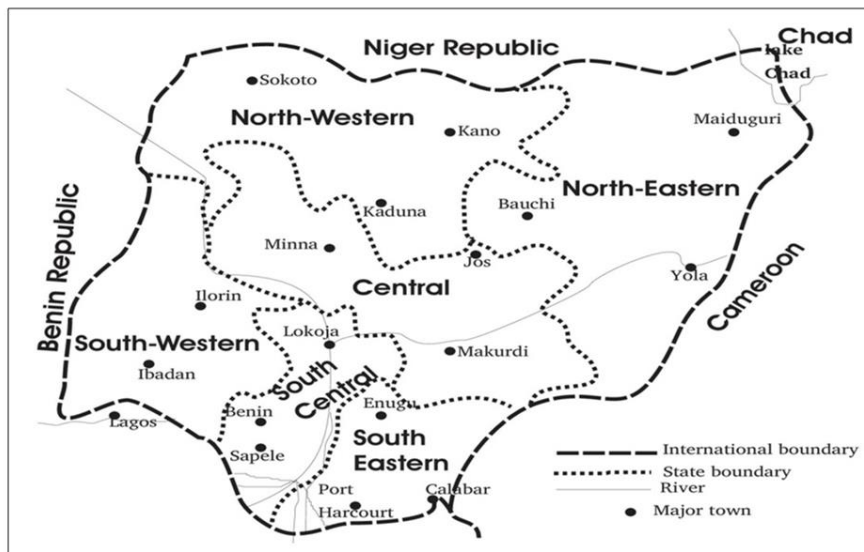 Chad
Niger Republic
lake
Chad
Sokoto
North-Western
Kano
Maiduguri
North-Eastern
Kaduna
Bauchi
Minna
Jos
Central
Yola
Benin Republic
Cameroon
Ilorin
Lokoja
South-Western
Makurdi
Ibadan
South
Central
Enugu
Benin
Lagos
South
Eastern
Sapele
International boundary
State boundary
River
Major town
Port
Harcourt
Calabar